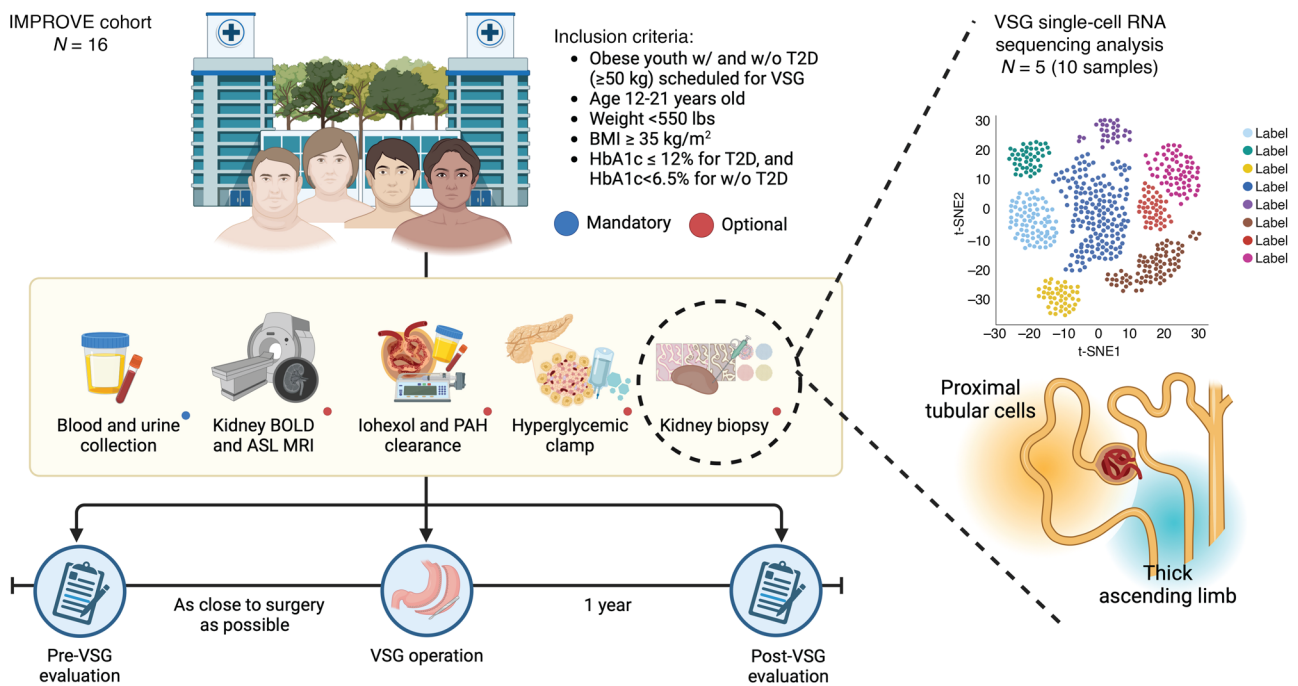 IMPROVE cohort
N = 16
Inclusion criteria:
• Obese youth w/ and w/o T2D
(≥50 kg) scheduled for VSG
• Age 12-21 years old
• Weight <550 lbs
• BMI ≥ 35 kg/m²
• HbA1c ≤ 12% for T2D, and
HbA1c<6.5% for w/o T2D
Mandatory
Optional
Blood and urine
collection
Kidney BOLD
and ASL MRI
Iohexol and PAH
clearance
Hyperglycemic
clamp
Kidney biopsy
As close to surgery
as possible
1 year
Pre-VSG
evaluation
VSG operation
Post-VSG
evaluation
VSG single-cell RNA
sequencing analysis
N = 5 (10 samples)
t-SNE2
30
20
10
0
–10
–20
–30
–30
–20
–10
0
10
20
30
t-SNE1
Label
Label
Label
Label
Label
Label
Label
Label
Proximal
tubular cells
Thick
ascending limb